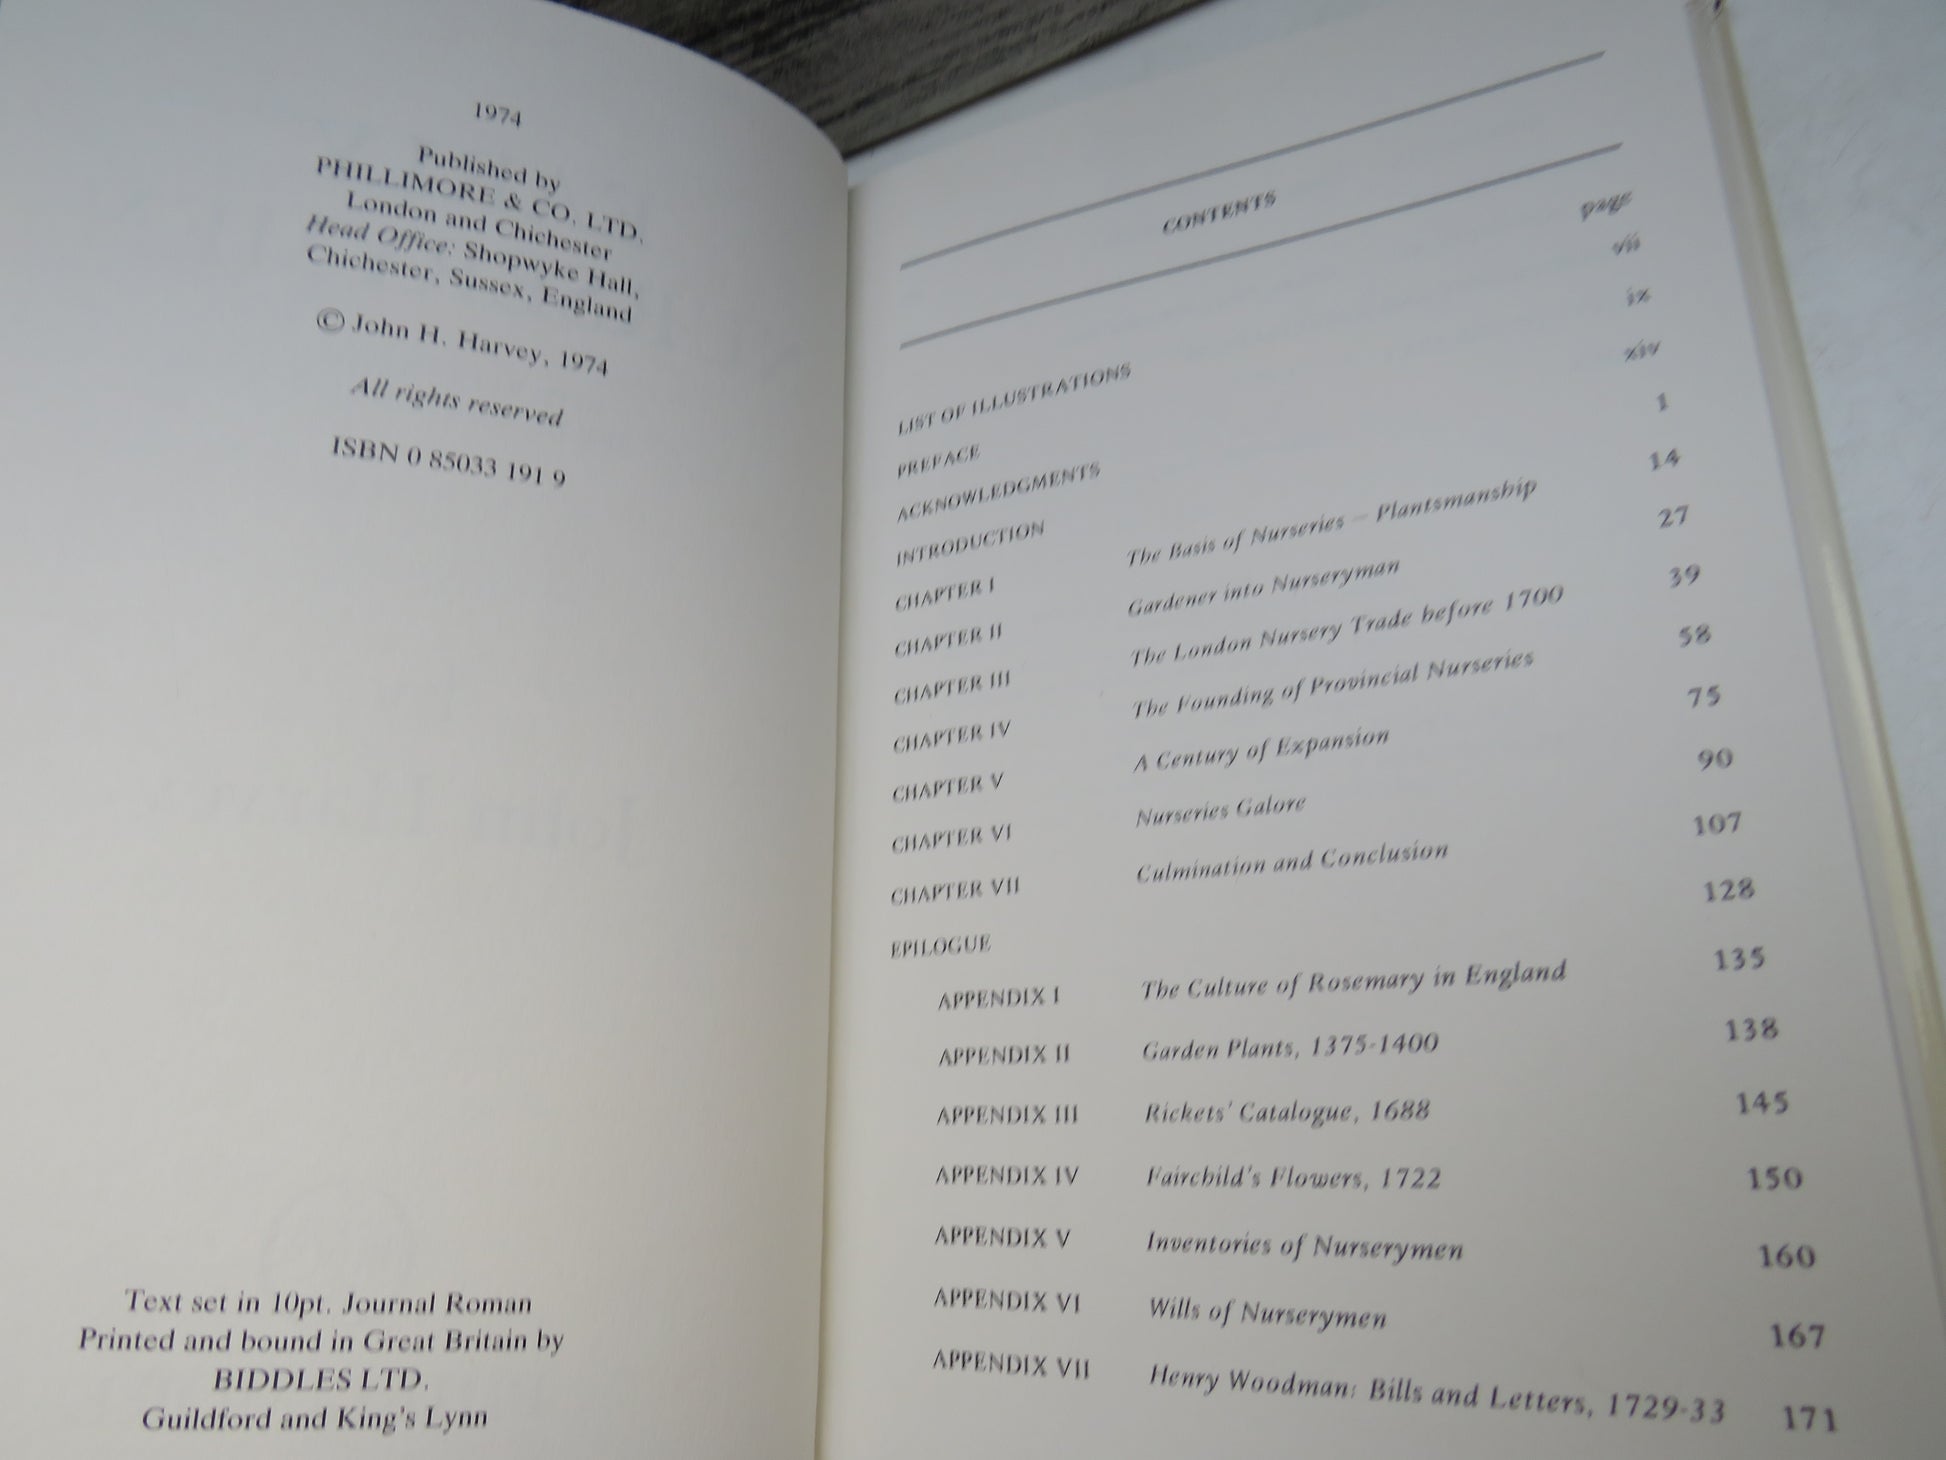 1974
Published by
PHILLIMORE & CO. LTD.
London and Chichester
Head Office: Shopwyke Hall,
Chichester, Sussex, England
© John H. Harvey, 1974
All rights reserved
ISBN 0 85033 191 9
Text set in 10pt. Journal Roman
Printed and bound in Great Britain by
BIDDLES LTD.
Guildford and King's Lynn
CONTENTS
page
LIST OF ILLUSTRATIONS vii
PREFACE ix
ACKNOWLEDGMENTS xiv
INTRODUCTION 1
CHAPTER I The Basis of Nurseries — Plantsmanship 14
CHAPTER II Gardener into Nurseryman 27
CHAPTER III The London Nursery Trade before 1700 39
CHAPTER IV The Founding of Provincial Nurseries 58
CHAPTER V A Century of Expansion 75
CHAPTER VI Nurseries Galore 90
CHAPTER VII Culmination and Conclusion 107
EPILOGUE 128
APPENDIX I The Culture of Rosemary in England 135
APPENDIX II Garden Plants, 1375-1400 138
APPENDIX III Rickets' Catalogue, 1688 145
APPENDIX IV Fairchild's Flowers, 1722 150
APPENDIX V Inventories of Nurserymen 160
APPENDIX VI Wills of Nurserymen 167
APPENDIX VII Henry Woodman: Bills and Letters, 1729-33 171